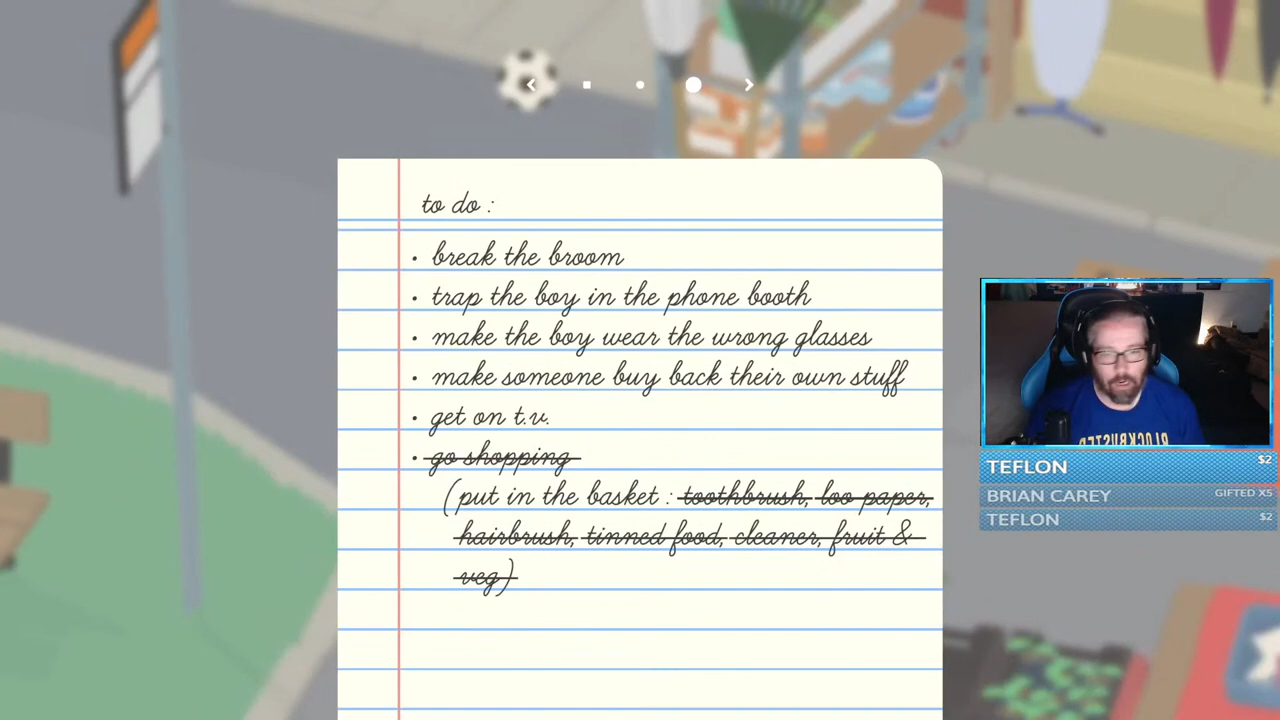 to do :
• break the broom
• trap the boy in the phone booth
• make the boy wear the wrong glasses
• make someone buy back their own stuff
• get on t.v.
• go shopping
(put in the basket : toothbrush, loo paper,
hairbrush, tinned food, cleaner, fruit &
veg)
BLOCKBUSTER
TEFLON $2
BRIAN CAREY GIFTED X5
TEFLON $2